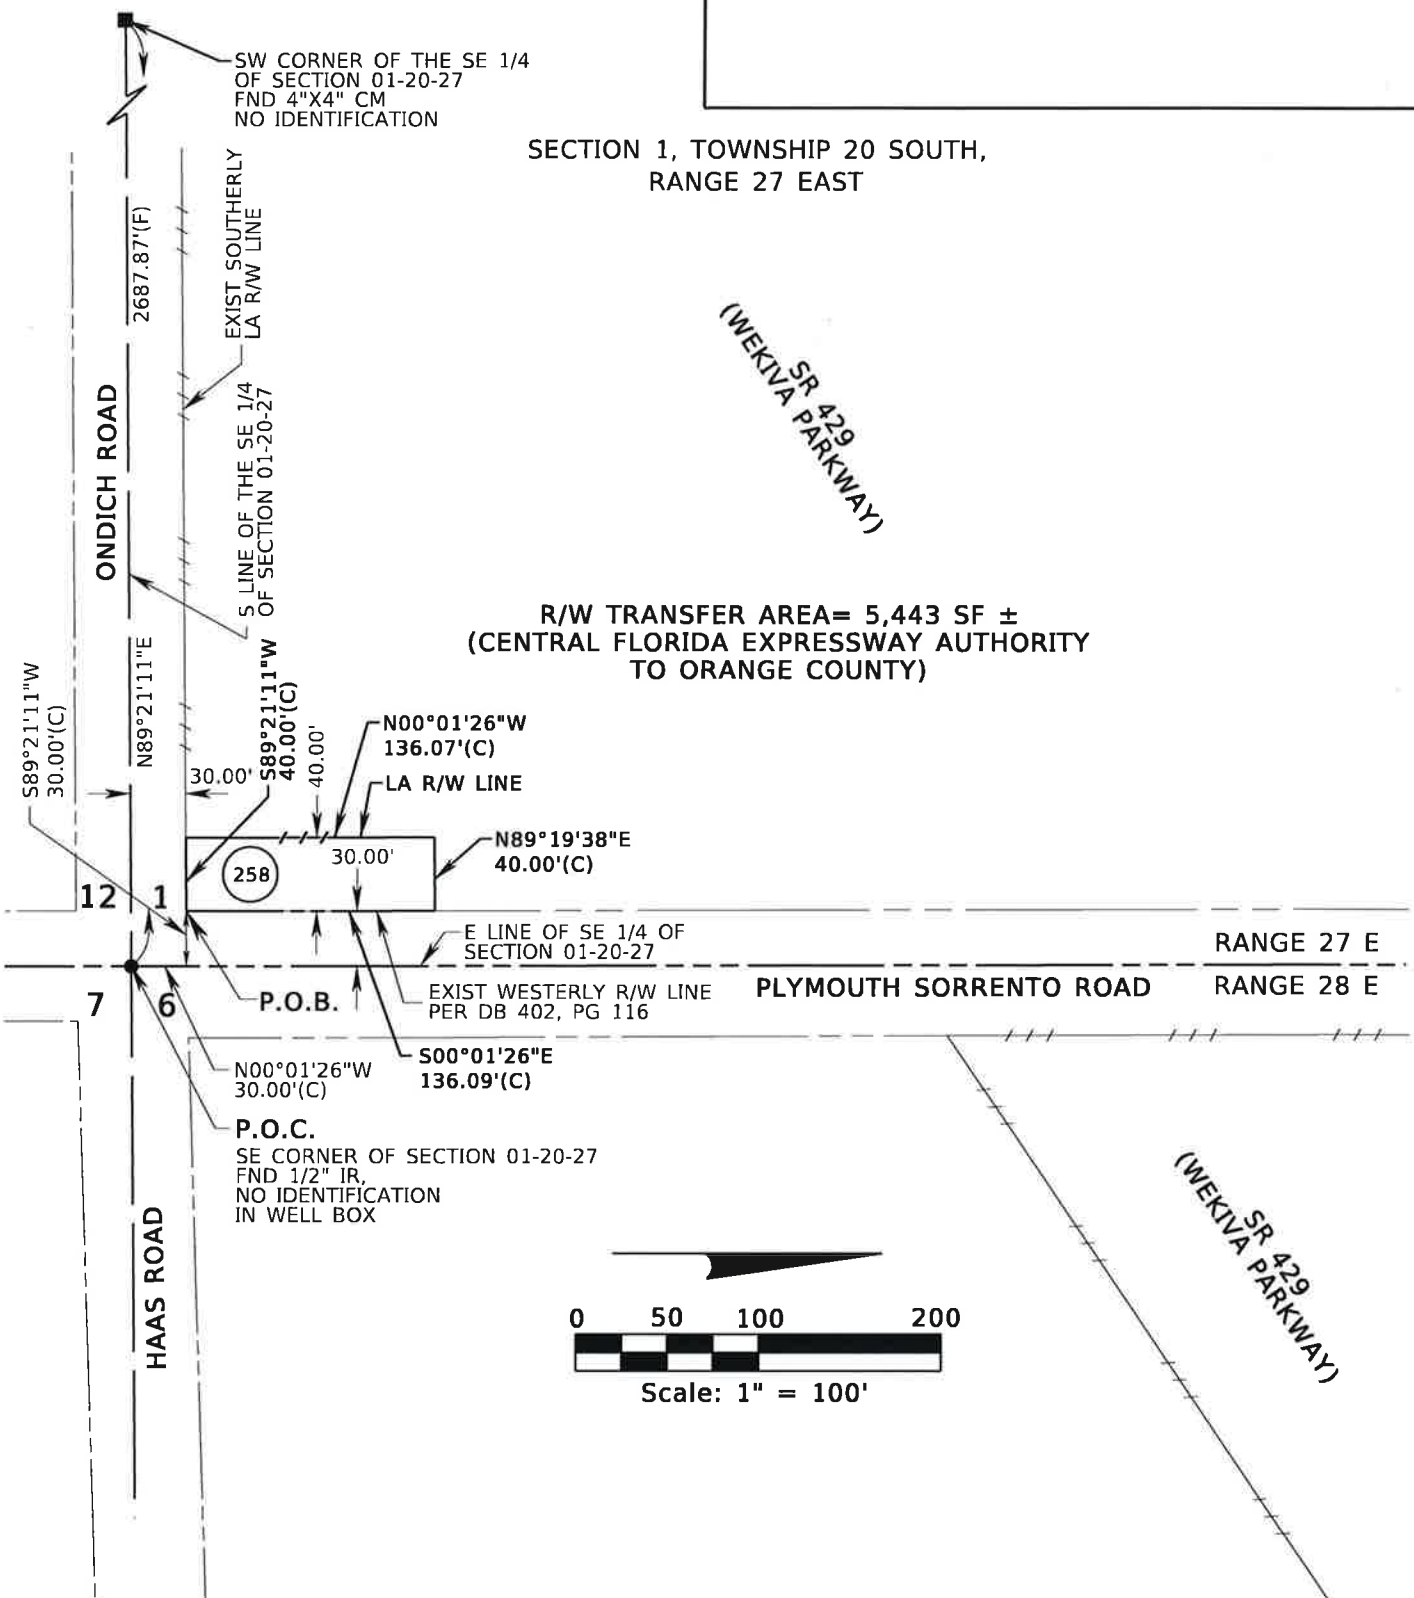 SW CORNER OF THE SE 1/4
OF SECTION 01-20-27
FND 4"X4" CM
NO IDENTIFICATION
SECTION 1, TOWNSHIP 20 SOUTH,
RANGE 27 EAST
2687.87'(F)
EXIST SOUTHERLY
LA R/W LINE
SR 429
(WEKIVA PARKWAY)
ONDICH ROAD
S LINE OF THE SE 1/4
OF SECTION 01-20-27
R/W TRANSFER AREA= 5,443 SF ±
(CENTRAL FLORIDA EXPRESSWAY AUTHORITY
TO ORANGE COUNTY)
S89°21'11"W
30.00'(C)
N89°21'11"E
S89°21'11"W
40.00'(C)
30.00'
40.00'
N00°01'26"W
136.07'(C)
LA R/W LINE
N89°19'38"E
40.00'(C)
30.00'
258
12
1
E LINE OF SE 1/4 OF
SECTION 01-20-27
RANGE 27 E
7
6
P.O.B.
EXIST WESTERLY R/W LINE
PER DB 402, PG 116
PLYMOUTH SORRENTO ROAD
RANGE 28 E
S00°01'26"E
136.09'(C)
N00°01'26"W
30.00'(C)
P.O.C.
SE CORNER OF SECTION 01-20-27
FND 1/2" IR,
NO IDENTIFICATION
IN WELL BOX
HAAS ROAD
SR 429
(WEKIVA PARKWAY)
0 50 100 200
Scale: 1" = 100'